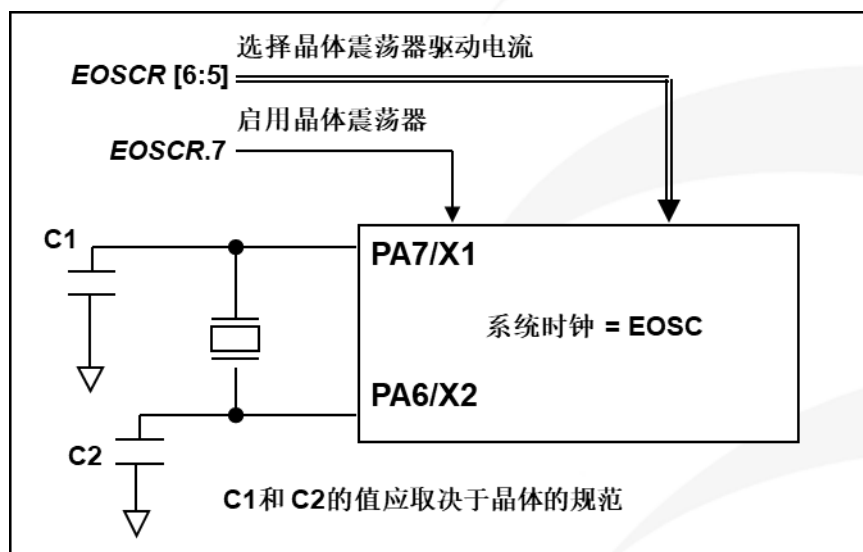 选择晶体震荡器驱动电流
EOSCR [6:5]
启用晶体震荡器
EOSCR.7
C1
PA7/X1
系统时钟 = EOSC
PA6/X2
C2
C1和 C2的值应取决于晶体的规范